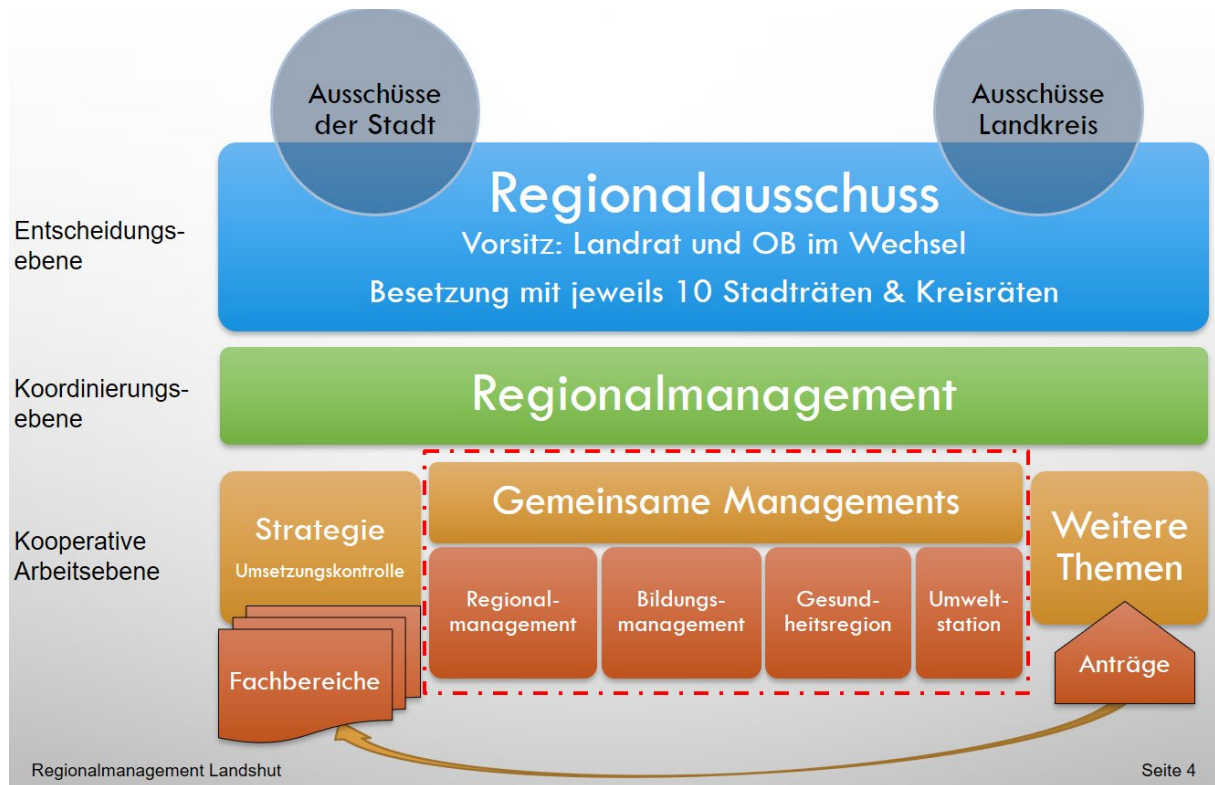 Ausschüsse
der Stadt
Ausschüsse
Landkreis
Entscheidungs-
ebene
Regionalausschuss
Vorsitz: Landrat und OB im Wechsel
Besetzung mit jeweils 10 Stadträten & Kreisräten
Koordinierungs-
ebene
Regionalmanagement
Kooperative
Arbeitsebene
Strategie
Umsetzungskontrolle
Fachbereiche
Gemeinsame Managements
Regional-
management
Bildungs-
management
Gesund-
heitsregion
Umwelt-
station
Weitere
Themen
Anträge
Regionalmanagement Landshut
Seite 4